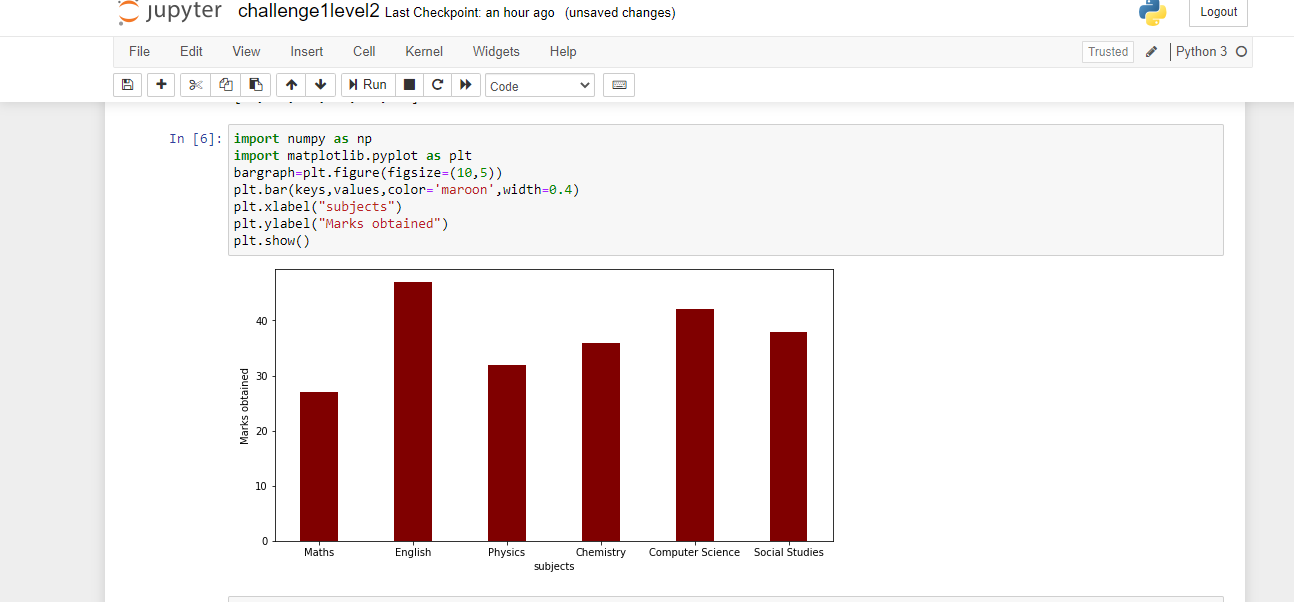 jupyter challenge1level2 Last Checkpoint: an hour ago (unsaved changes)
Logout
File Edit View Insert Cell Kernel Widgets Help
Trusted Python 3
Run Code
In [6]:
import numpy as np
import matplotlib.pyplot as plt
bargraph=plt.figure(figsize=(10,5))
plt.bar(keys,values,color='maroon',width=0.4)
plt.xlabel("subjects")
plt.ylabel("Marks obtained")
plt.show()
Marks obtained
40
30
20
10
0
Maths English Physics Chemistry Computer Science Social Studies
subjects